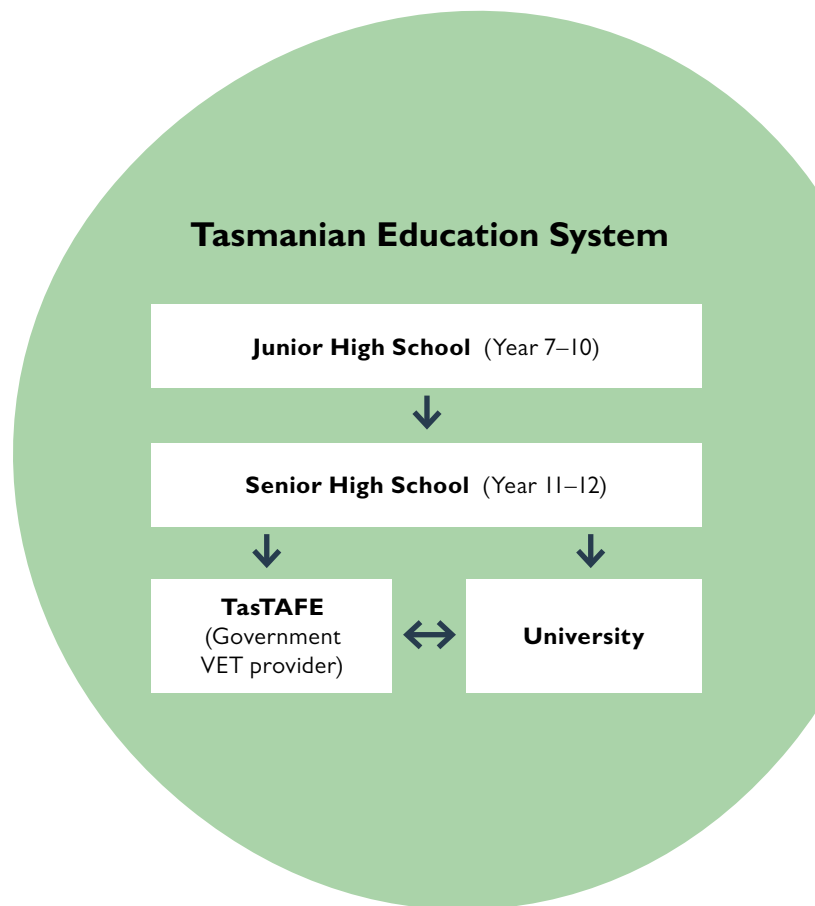 Tasmanian Education System
Junior High School (Year 7–10)
Senior High School (Year 11–12)
TasTAFE
(Government
VET provider)
University